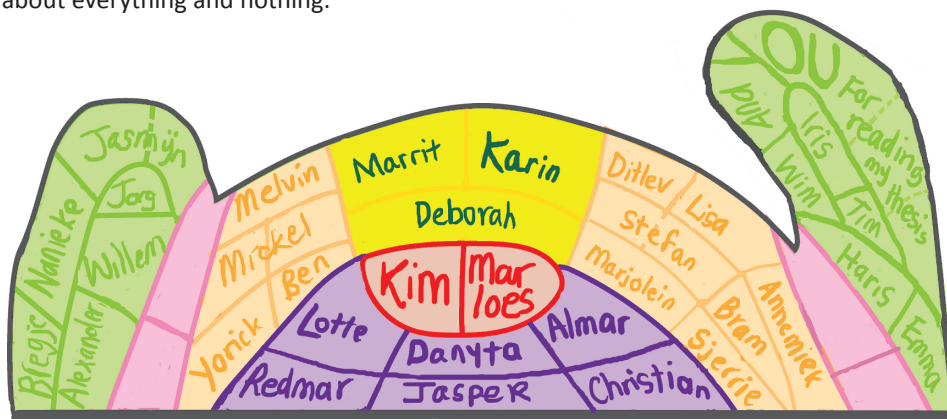 about everything and nothing.
Jasmijn
Jorg
Nanieke
Willem
Bregje
Alexander
Melvin
Mickel
Ben
Yorick
Marrit
Karin
Deborah
Kim
Mar
loes
Lotte
Danyta
Almar
Redmar
JASPER
Christian
Ditlev
Lisa
Stefan
Marjolein
Bram
Annemiek
Sjerrie
And
OU
For
reading
my thesis
Iris
Wim
Tim
Haris
Emma